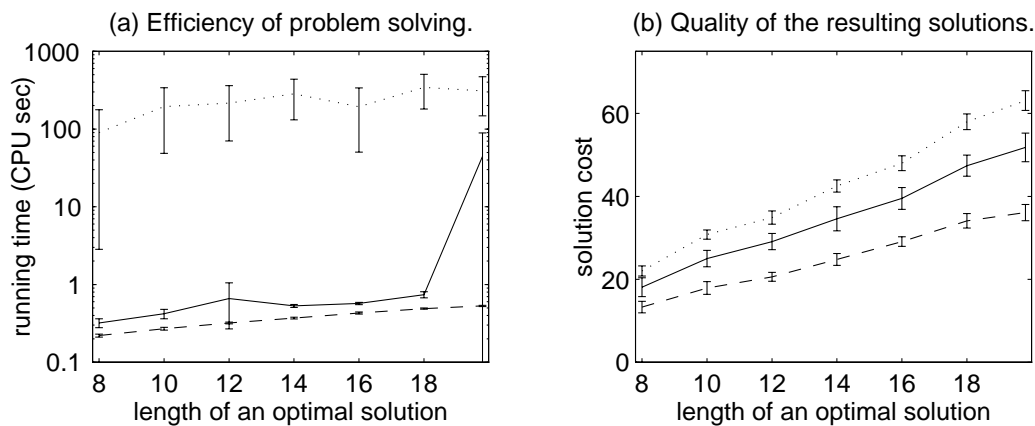 (a) Efficiency of problem solving.
1000
100
10
1
0.1
running time (CPU sec)
8 10 12 14 16 18
length of an optimal solution
(b) Quality of the resulting solutions.
60
40
20
0
solution cost
8 10 12 14 16 18
length of an optimal solution